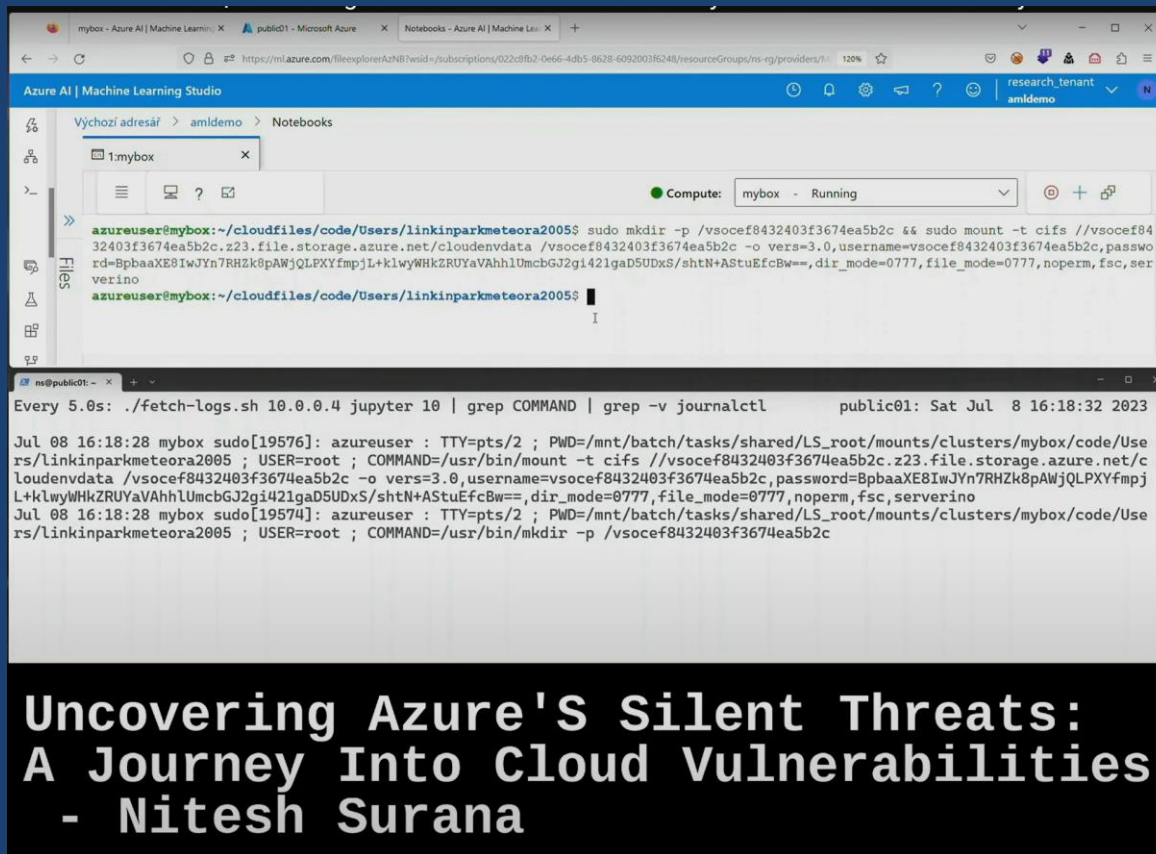 mybox - Azure AI | Machine Learning
public01 - Microsoft Azure
Notebooks - Azure AI | Machine Lea
https://ml.azure.com/fileexplorerAzNB?wsid=/subscriptions/022c8fb2-0e66-4db5-8628-6092003f6248/resourceGroups/ns-rg/providers/ 120%
Azure AI | Machine Learning Studio
research_tenant
amldemo
N
Výchozí adresář > amldemo > Notebooks
1:mybox
Compute: mybox - Running
Files
azureuser@mybox:~/cloudfiles/code/Users/linkinparkmeteora2005$ sudo mkdir -p /vsocef8432403f3674ea5b2c && sudo mount -t cifs //vsocef84
32403f3674ea5b2c.z23.file.storage.azure.net/cloudenvdata /vsocef8432403f3674ea5b2c -o vers=3.0,username=vsocef8432403f3674ea5b2c,passwo
rd=BpbaaXE8IwJYn7RHZk8pAWjQLPXYfmpjL+klwyWHkZRUYaVAhhlUmcbGJ2gi421gaD5UDxS/shtN+AStuEfcBw==,dir_mode=0777,file_mode=0777,noperm,fsc,ser
verino
azureuser@mybox:~/cloudfiles/code/Users/linkinparkmeteora2005$
ns@public01: ~
Every 5.0s: ./fetch-logs.sh 10.0.0.4 jupyter 10 | grep COMMAND | grep -v journalctl public01: Sat Jul 8 16:18:32 2023
Jul 08 16:18:28 mybox sudo[19576]: azureuser : TTY=pts/2 ; PWD=/mnt/batch/tasks/shared/LS_root/mounts/clusters/mybox/code/Use
rs/linkinparkmeteora2005 ; USER=root ; COMMAND=/usr/bin/mount -t cifs //vsocef8432403f3674ea5b2c.z23.file.storage.azure.net/c
loudenvdata /vsocef8432403f3674ea5b2c -o vers=3.0,username=vsocef8432403f3674ea5b2c,password=BpbaaXE8IwJYn7RHZk8pAWjQLPXYfmpj
L+klwyWHkZRUYaVAhhlUmcbGJ2gi421gaD5UDxS/shtN+AStuEfcBw==,dir_mode=0777,file_mode=0777,noperm,fsc,serverino
Jul 08 16:18:28 mybox sudo[19574]: azureuser : TTY=pts/2 ; PWD=/mnt/batch/tasks/shared/LS_root/mounts/clusters/mybox/code/Use
rs/linkinparkmeteora2005 ; USER=root ; COMMAND=/usr/bin/mkdir -p /vsocef8432403f3674ea5b2c
Uncovering Azure'S Silent Threats:
A Journey Into Cloud Vulnerabilities
- Nitesh Surana